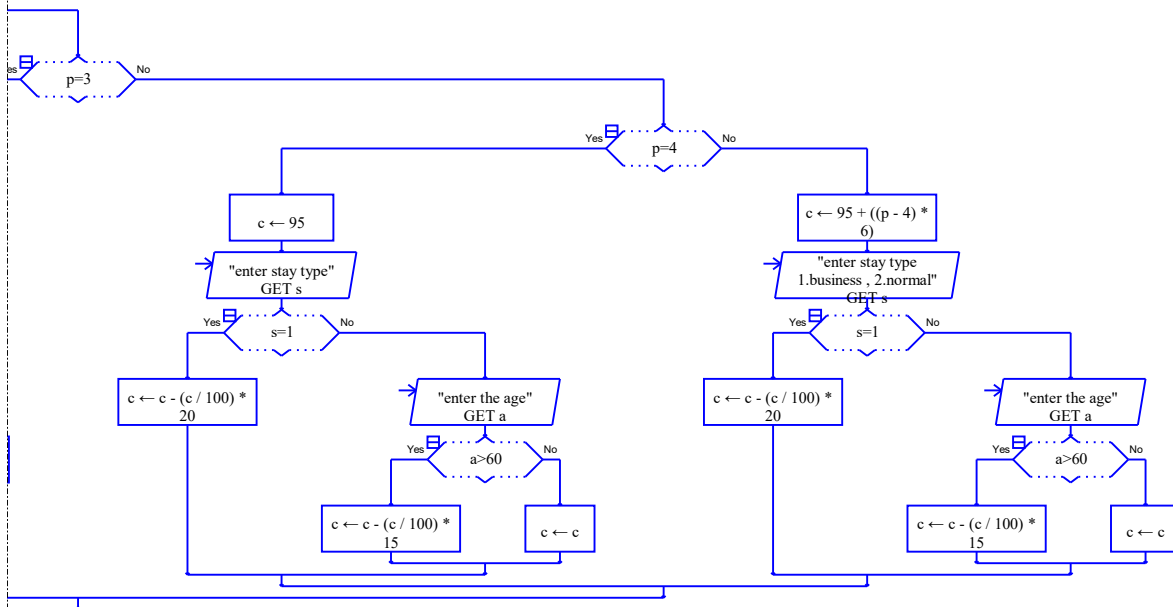 es
p=3
No
Yes
p=4
No
c ← 95
"enter stay type"
GET s
Yes
s=1
No
c ← c - (c / 100) *
20
"enter the age"
GET a
Yes
a>60
No
c ← c - (c / 100) *
15
c ← c
c ← 95 + ((p - 4) *
6)
"enter stay type
1.business , 2.normal"
GET s
Yes
s=1
No
c ← c - (c / 100) *
20
"enter the age"
GET a
Yes
a>60
No
c ← c - (c / 100) *
15
c ← c